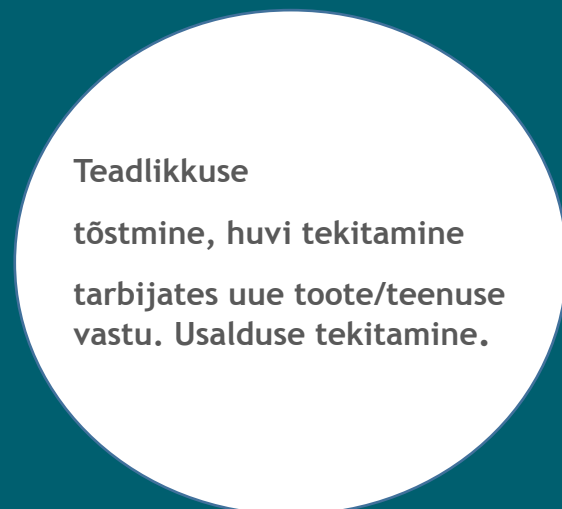 Teadlikkuse
tõstmine, huvi tekitamine
tarbijates uue toote/teenuse
vastu. Usalduse tekitamine.